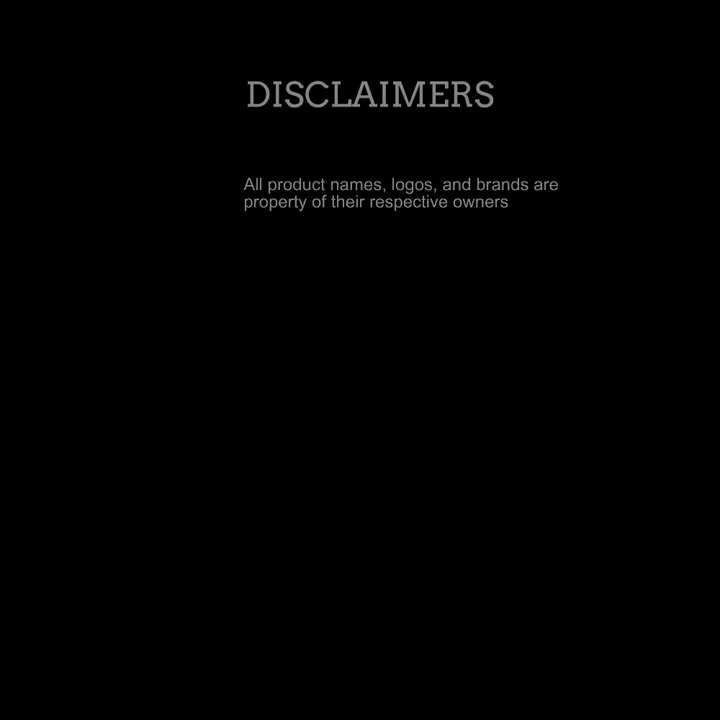 DISCLAIMERS
All product names, logos, and brands are
property of their respective owners